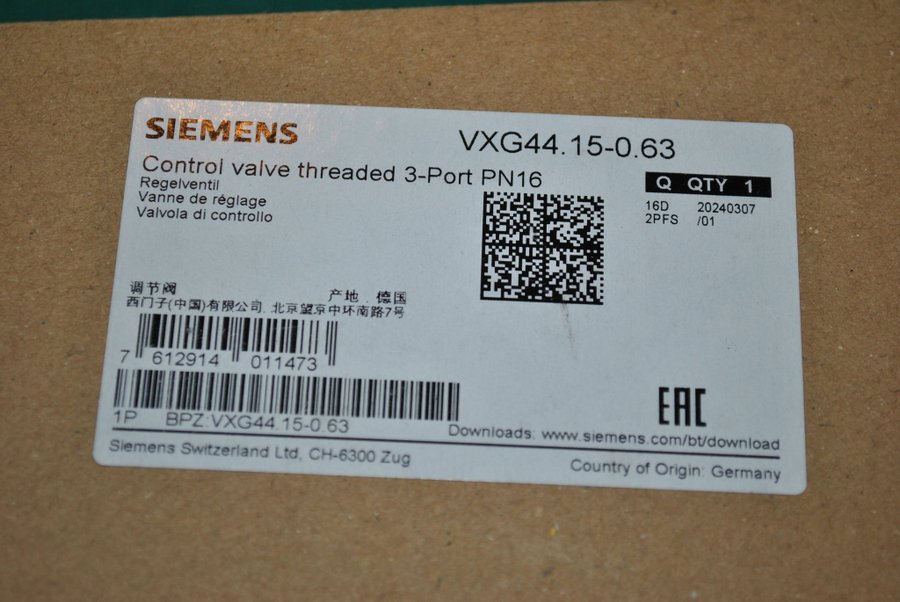 SIEMENS
VXG44.15-0.63
Control valve threaded 3-Port PN16
Regelventil
Vanne de réglage
Valvola di controllo
Q QTY 1
16D 20240307
2PFS /01
调节阀 产地: 德国
西门子(中国)有限公司, 北京望京中环南路7号
7 612914 011473
1P BPZ:VXG44.15-0.63
EAC
Downloads: www.siemens.com/bt/download
Siemens Switzerland Ltd, CH-6300 Zug
Country of Origin: Germany